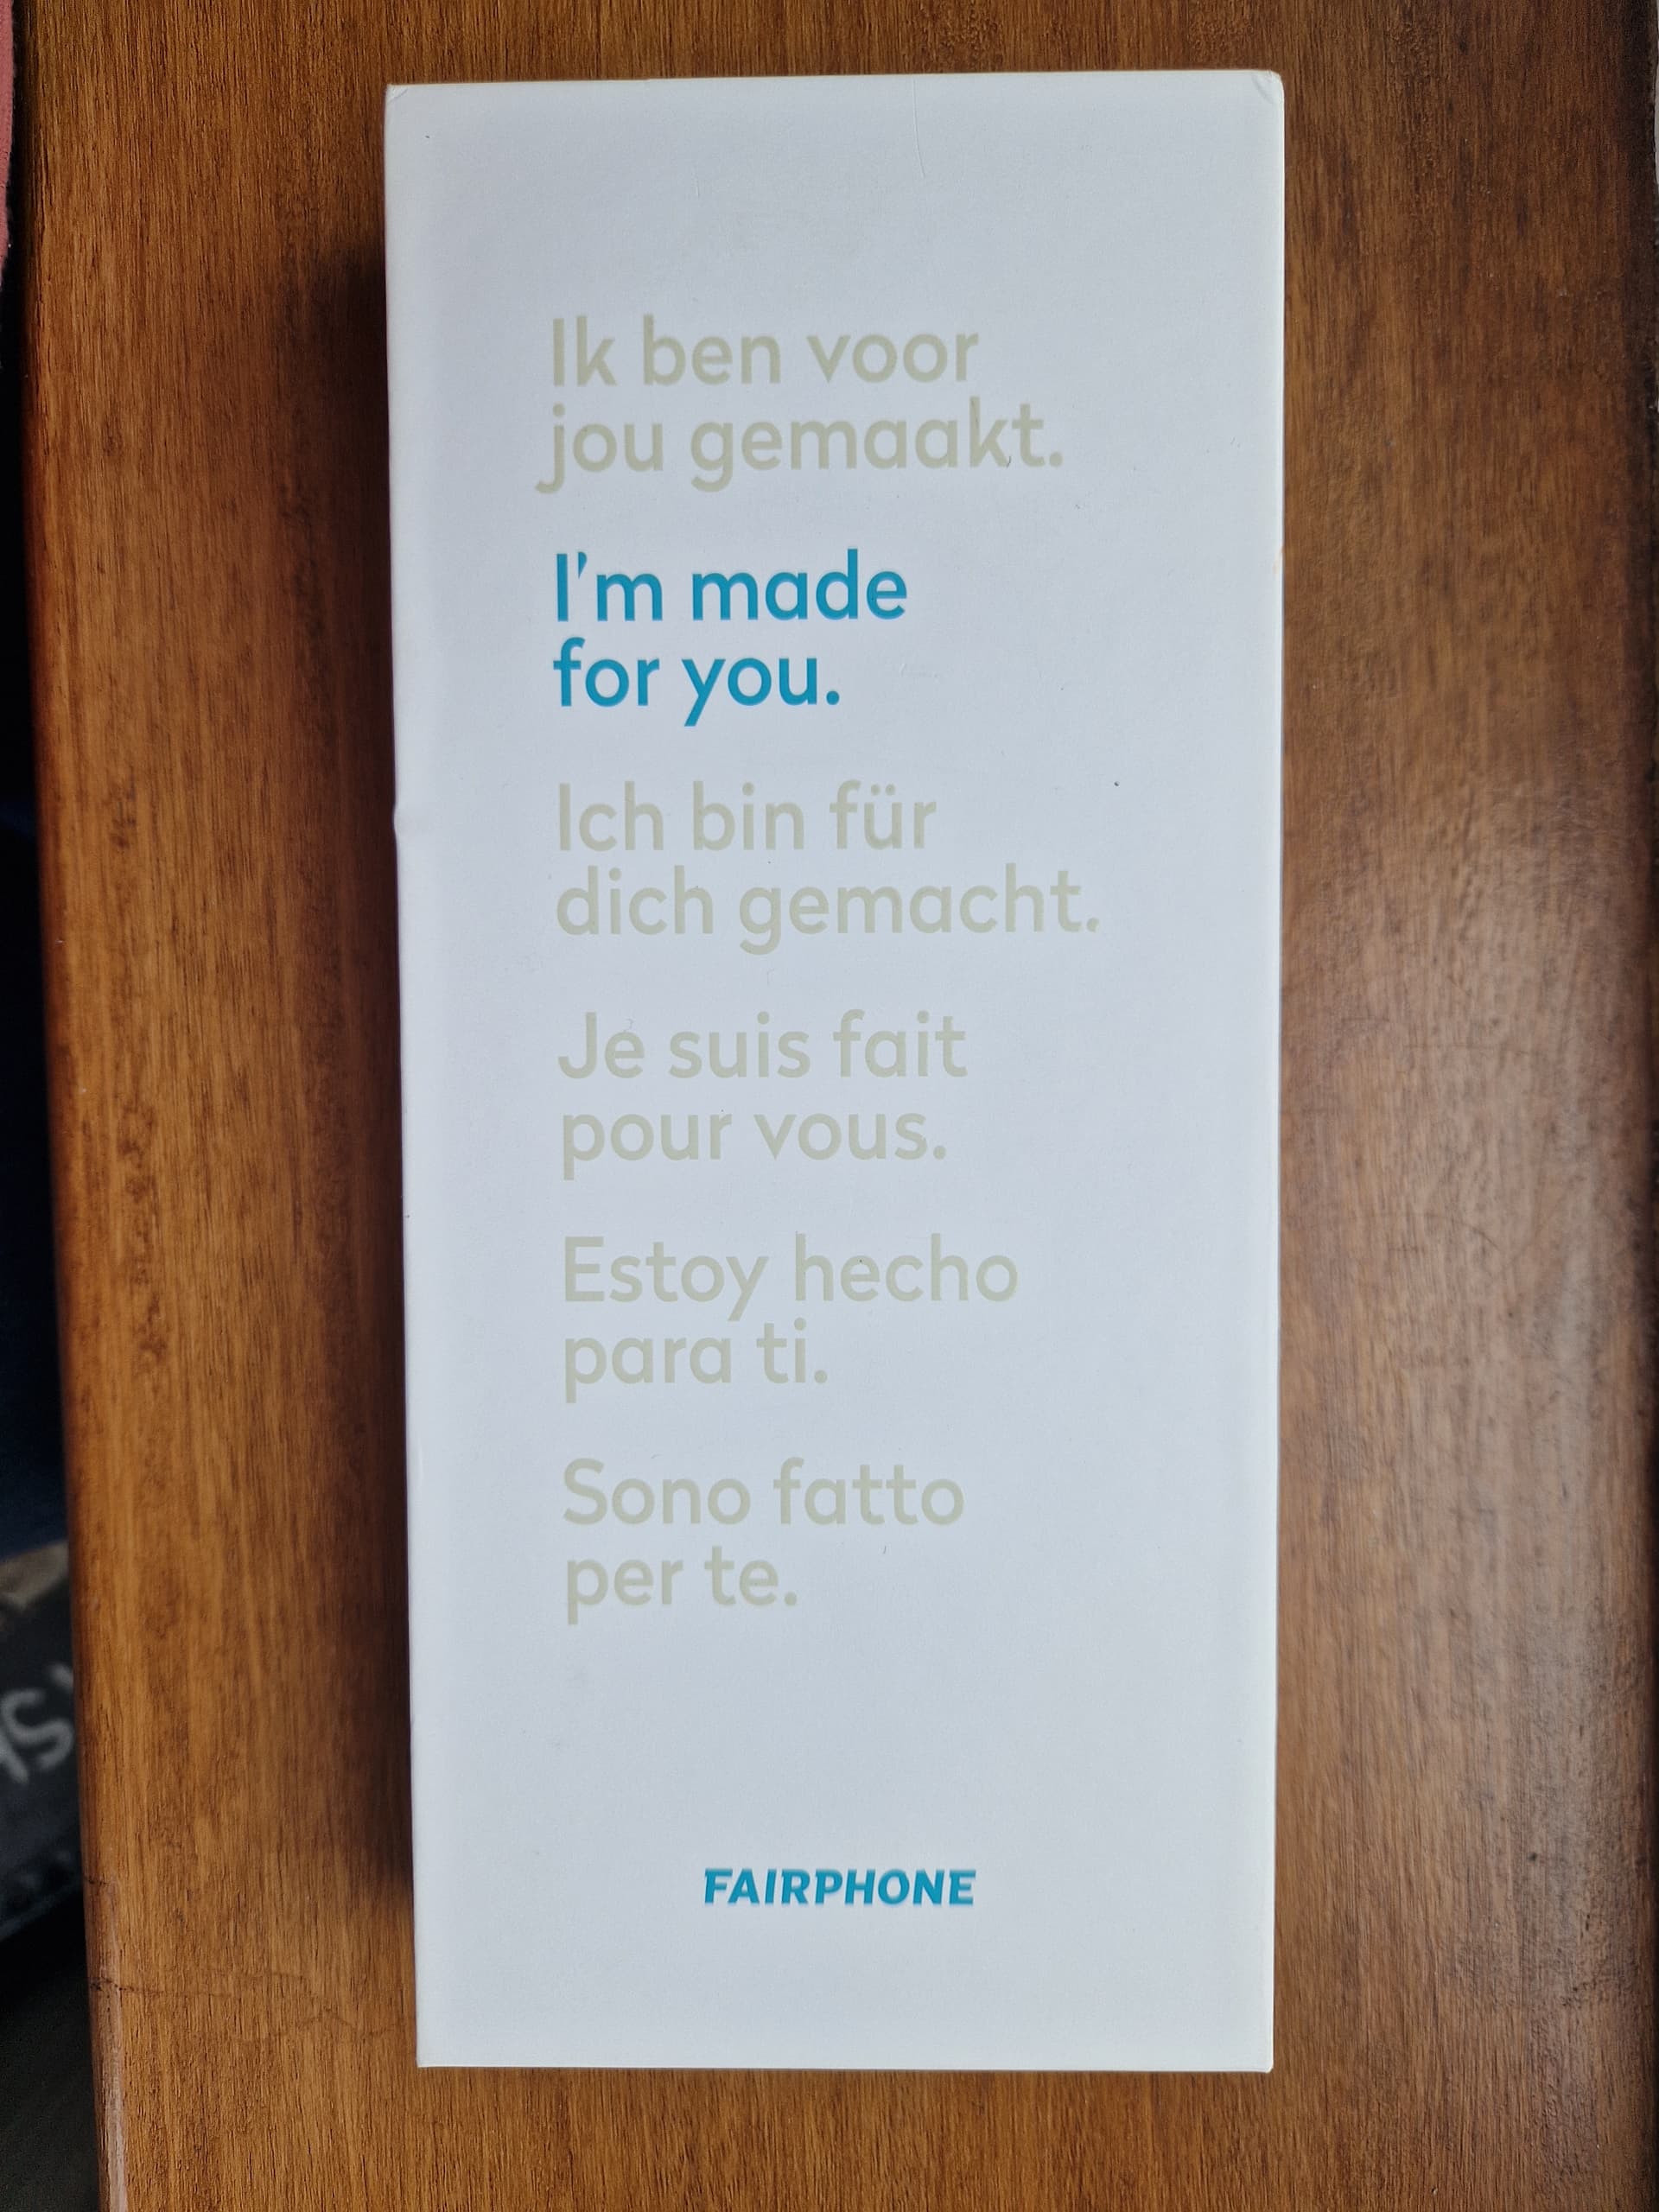 Ik ben voor
jou gemaakt.
I'm made
for you.
Ich bin für
dich gemacht.
Je suis fait
pour vous.
Estoy hecho
para ti.
Sono fatto
per te.
FAIRPHONE